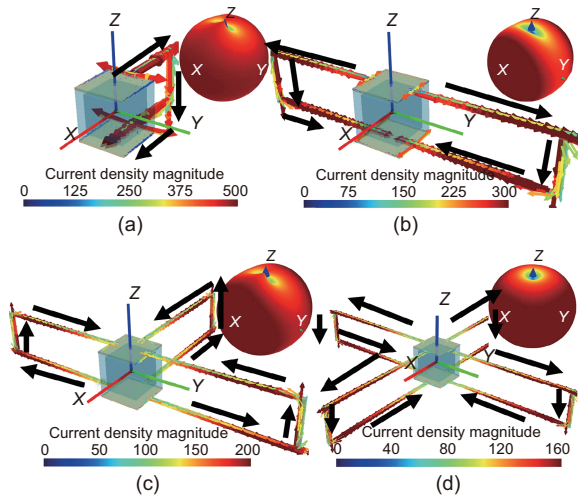 Z
Z
X
Y
X
Y
Current density magnitude
0 125 250 375 500
(a)
Z
Z
X
Y
X
Y
Current density magnitude
0 75 150 225 300
(b)
Z
Z
X
Y
X
Y
Current density magnitude
0 50 100 150 200
(c)
Z
Z
X
Y
X
Y
Current density magnitude
0 40 80 120 160
(d)